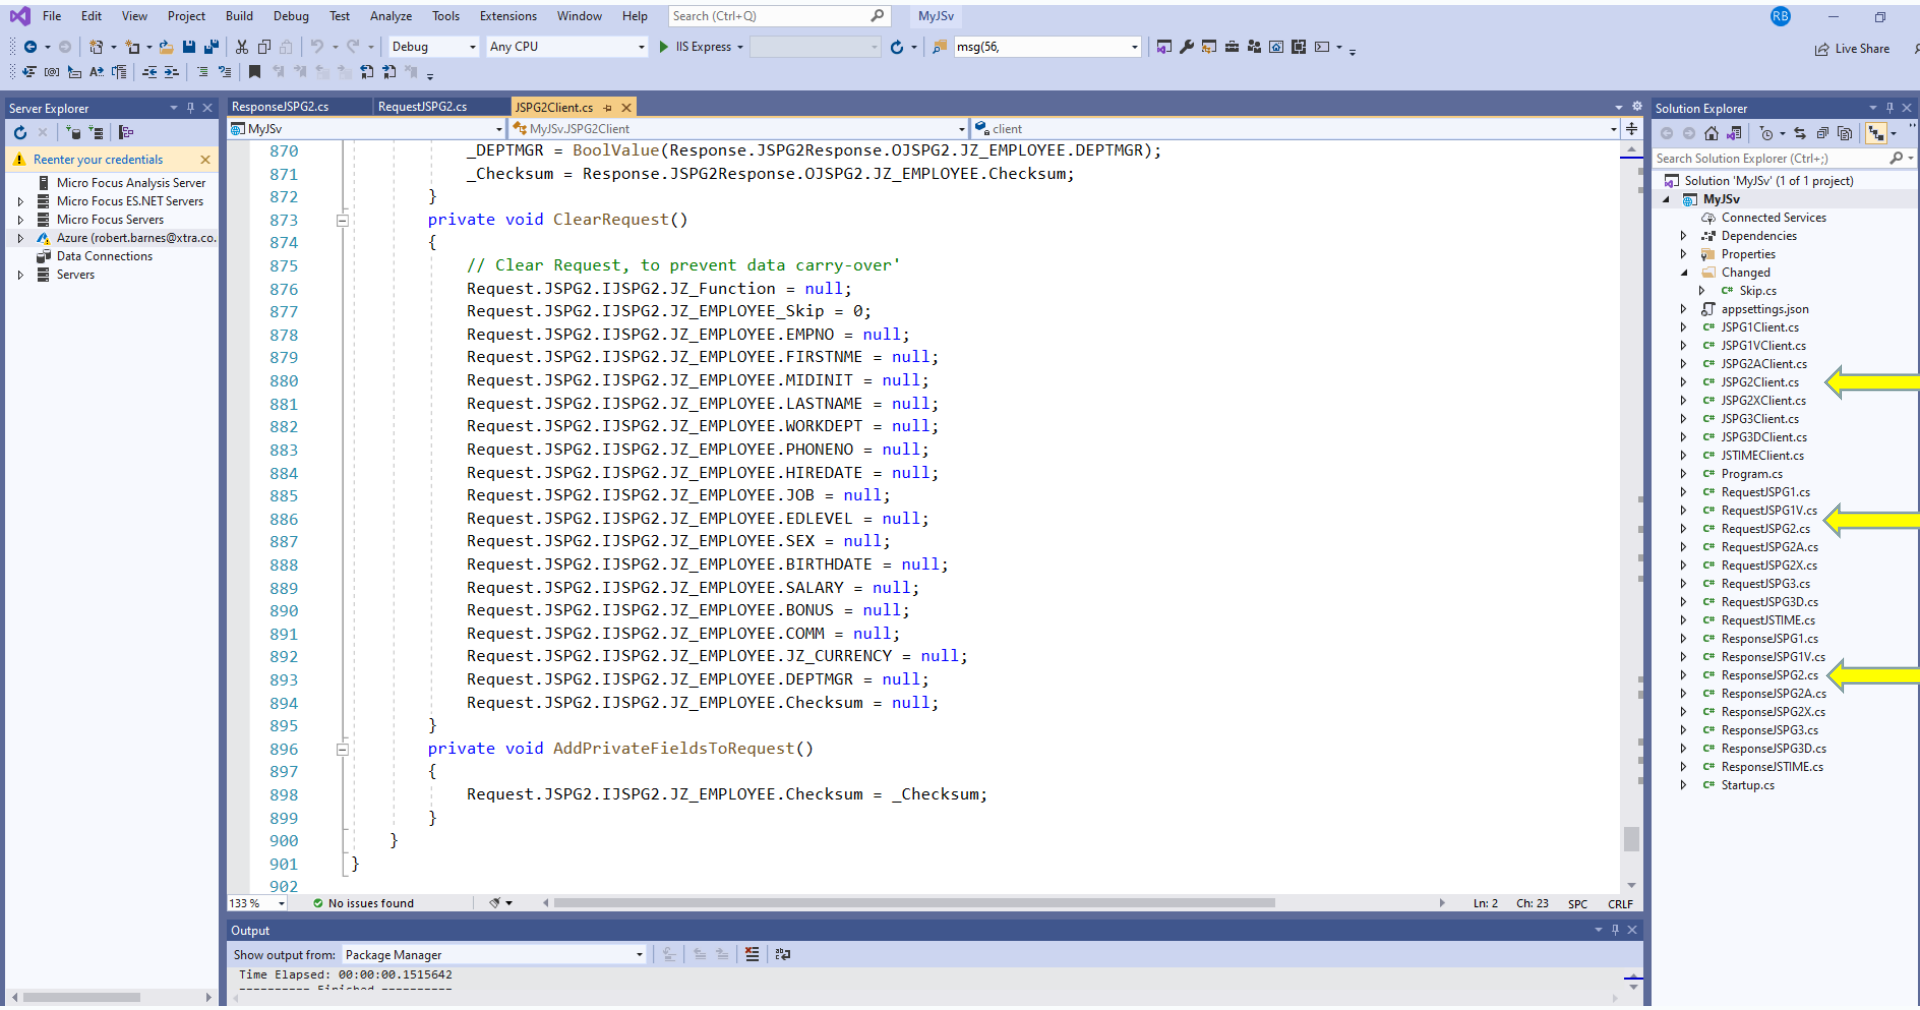 File Edit View Project Build Debug Test Analyze Tools Extensions Window Help Search (Ctrl+Q) MyJSv RB
Debug Any CPU IIS Express msg(56, Live Share
Server Explorer
Reenter your credentials
Micro Focus Analysis Server
Micro Focus ES.NET Servers
Micro Focus Servers
Azure (robert.barnes@xtra.co.
Data Connections
Servers
ResponseJSPG2.cs RequestJSPG2.cs JSPG2Client.cs
MyJSv MyJSv.JSPG2Client client
870 _DEPTMGR = BoolValue(Response.JSPG2Response.OJSPG2.JZ_EMPLOYEE.DEPTMGR);
871 _Checksum = Response.JSPG2Response.OJSPG2.JZ_EMPLOYEE.Checksum;
872 }
873 private void ClearRequest()
874 {
875 // Clear Request, to prevent data carry-over'
876 Request.JSPG2.IJSPG2.JZ_Function = null;
877 Request.JSPG2.IJSPG2.JZ_EMPLOYEE_Skip = 0;
878 Request.JSPG2.IJSPG2.JZ_EMPLOYEE.EMPNO = null;
879 Request.JSPG2.IJSPG2.JZ_EMPLOYEE.FIRSTNME = null;
880 Request.JSPG2.IJSPG2.JZ_EMPLOYEE.MIDINIT = null;
881 Request.JSPG2.IJSPG2.JZ_EMPLOYEE.LASTNAME = null;
882 Request.JSPG2.IJSPG2.JZ_EMPLOYEE.WORKDEPT = null;
883 Request.JSPG2.IJSPG2.JZ_EMPLOYEE.PHONENO = null;
884 Request.JSPG2.IJSPG2.JZ_EMPLOYEE.HIREDATE = null;
885 Request.JSPG2.IJSPG2.JZ_EMPLOYEE.JOB = null;
886 Request.JSPG2.IJSPG2.JZ_EMPLOYEE.EDLEVEL = null;
887 Request.JSPG2.IJSPG2.JZ_EMPLOYEE.SEX = null;
888 Request.JSPG2.IJSPG2.JZ_EMPLOYEE.BIRTHDATE = null;
889 Request.JSPG2.IJSPG2.JZ_EMPLOYEE.SALARY = null;
890 Request.JSPG2.IJSPG2.JZ_EMPLOYEE.BONUS = null;
891 Request.JSPG2.IJSPG2.JZ_EMPLOYEE.COMM = null;
892 Request.JSPG2.IJSPG2.JZ_EMPLOYEE.JZ_CURRENCY = null;
893 Request.JSPG2.IJSPG2.JZ_EMPLOYEE.DEPTMGR = null;
894 Request.JSPG2.IJSPG2.JZ_EMPLOYEE.Checksum = null;
895 }
896 private void AddPrivateFieldsToRequest()
897 {
898 Request.JSPG2.IJSPG2.JZ_EMPLOYEE.Checksum = _Checksum;
899 }
900 }
901 }
902
133 % No issues found Ln: 2 Ch: 23 SPC CRLF
Output
Show output from: Package Manager
Time Elapsed: 00:00:00.1515642
---------- Finished ----------
Solution Explorer
Search Solution Explorer (Ctrl+;)
Solution 'MyJSv' (1 of 1 project)
MyJSv
Connected Services
Dependencies
Properties
Changed
C# Skip.cs
appsettings.json
C# JSPG1Client.cs
C# JSPG1VClient.cs
C# JSPG2AClient.cs
C# JSPG2Client.cs
C# JSPG2XClient.cs
C# JSPG3Client.cs
C# JSPG3DClient.cs
C# JSTIMEClient.cs
C# Program.cs
C# RequestJSPG1.cs
C# RequestJSPG1V.cs
C# RequestJSPG2.cs
C# RequestJSPG2A.cs
C# RequestJSPG2X.cs
C# RequestJSPG3.cs
C# RequestJSPG3D.cs
C# RequestJSTIME.cs
C# ResponseJSPG1.cs
C# ResponseJSPG1V.cs
C# ResponseJSPG2.cs
C# ResponseJSPG2A.cs
C# ResponseJSPG2X.cs
C# ResponseJSPG3.cs
C# ResponseJSPG3D.cs
C# ResponseJSTIME.cs
C# Startup.cs